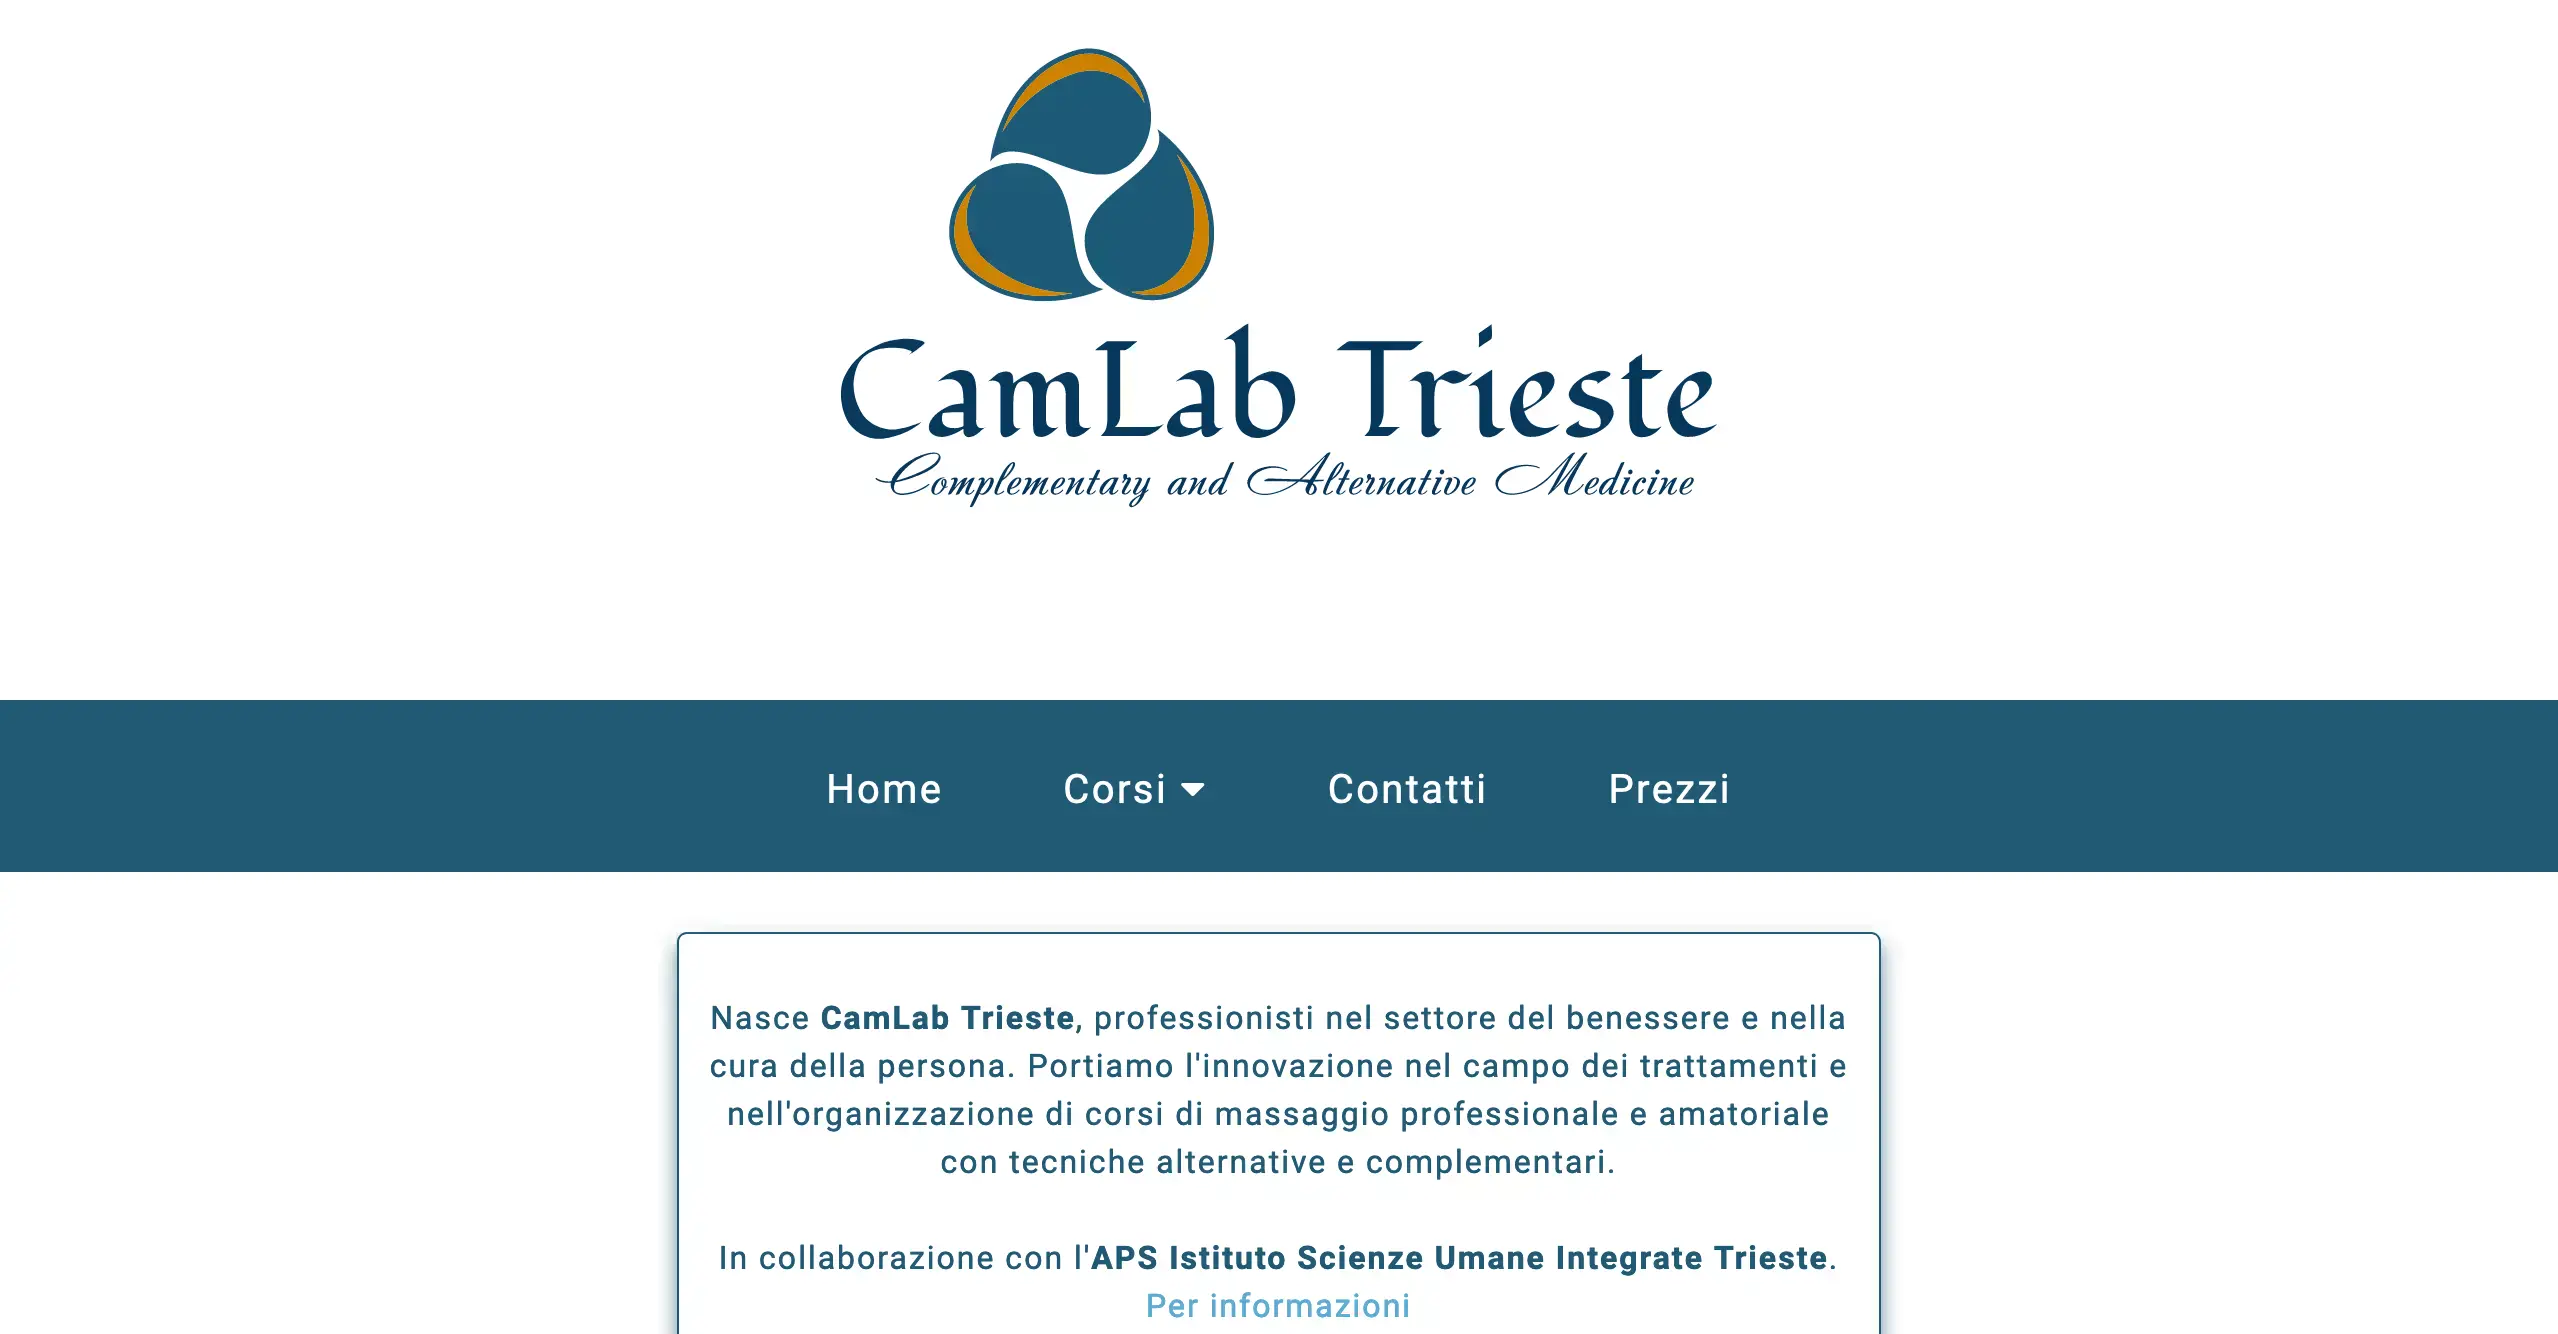 CamLab Trieste
Complementary and Alternative Medicine
Home Corsi Contatti Prezzi
Nasce CamLab Trieste, professionisti nel settore del benessere e nella
cura della persona. Portiamo l'innovazione nel campo dei trattamenti e
nell'organizzazione di corsi di massaggio professionale e amatoriale
con tecniche alternative e complementari.
In collaborazione con l'APS Istituto Scienze Umane Integrate Trieste.
Per informazioni